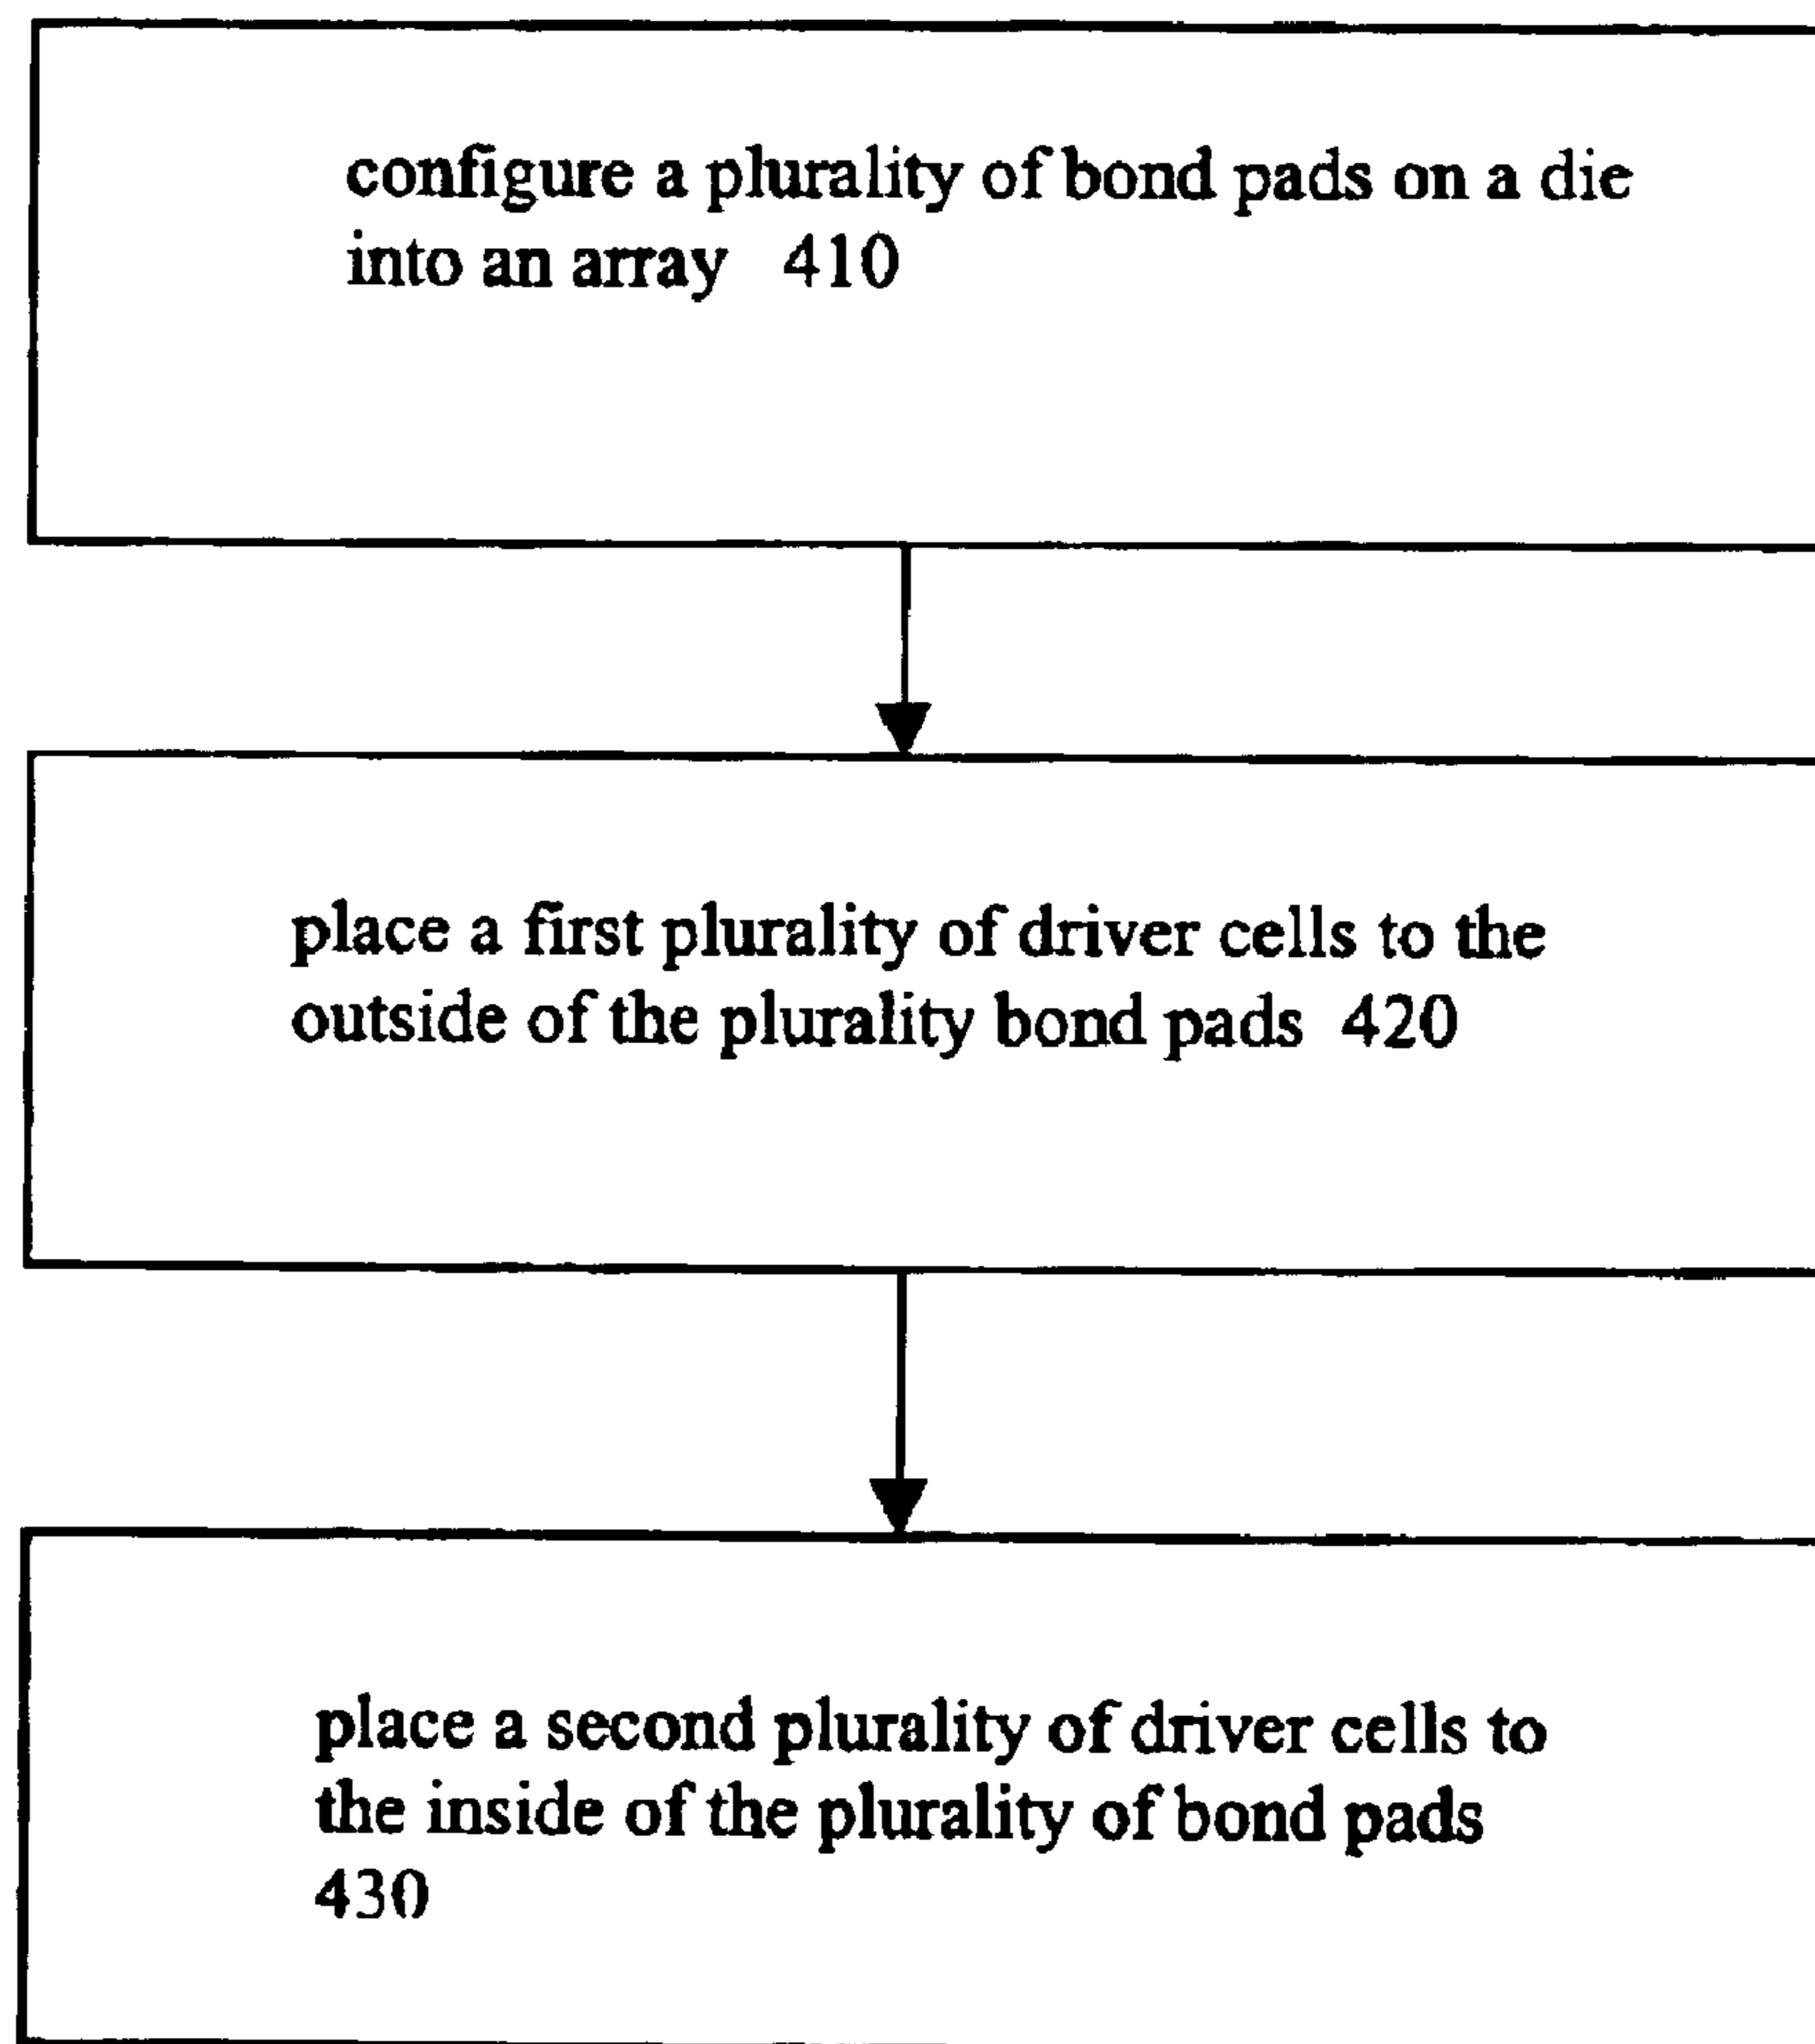 configure a plurality of bond pads on a die
into an array 410
place a first plurality of driver cells to the
outside of the plurality bond pads 420
place a second plurality of driver cells to
the inside of the plurality of bond pads
430